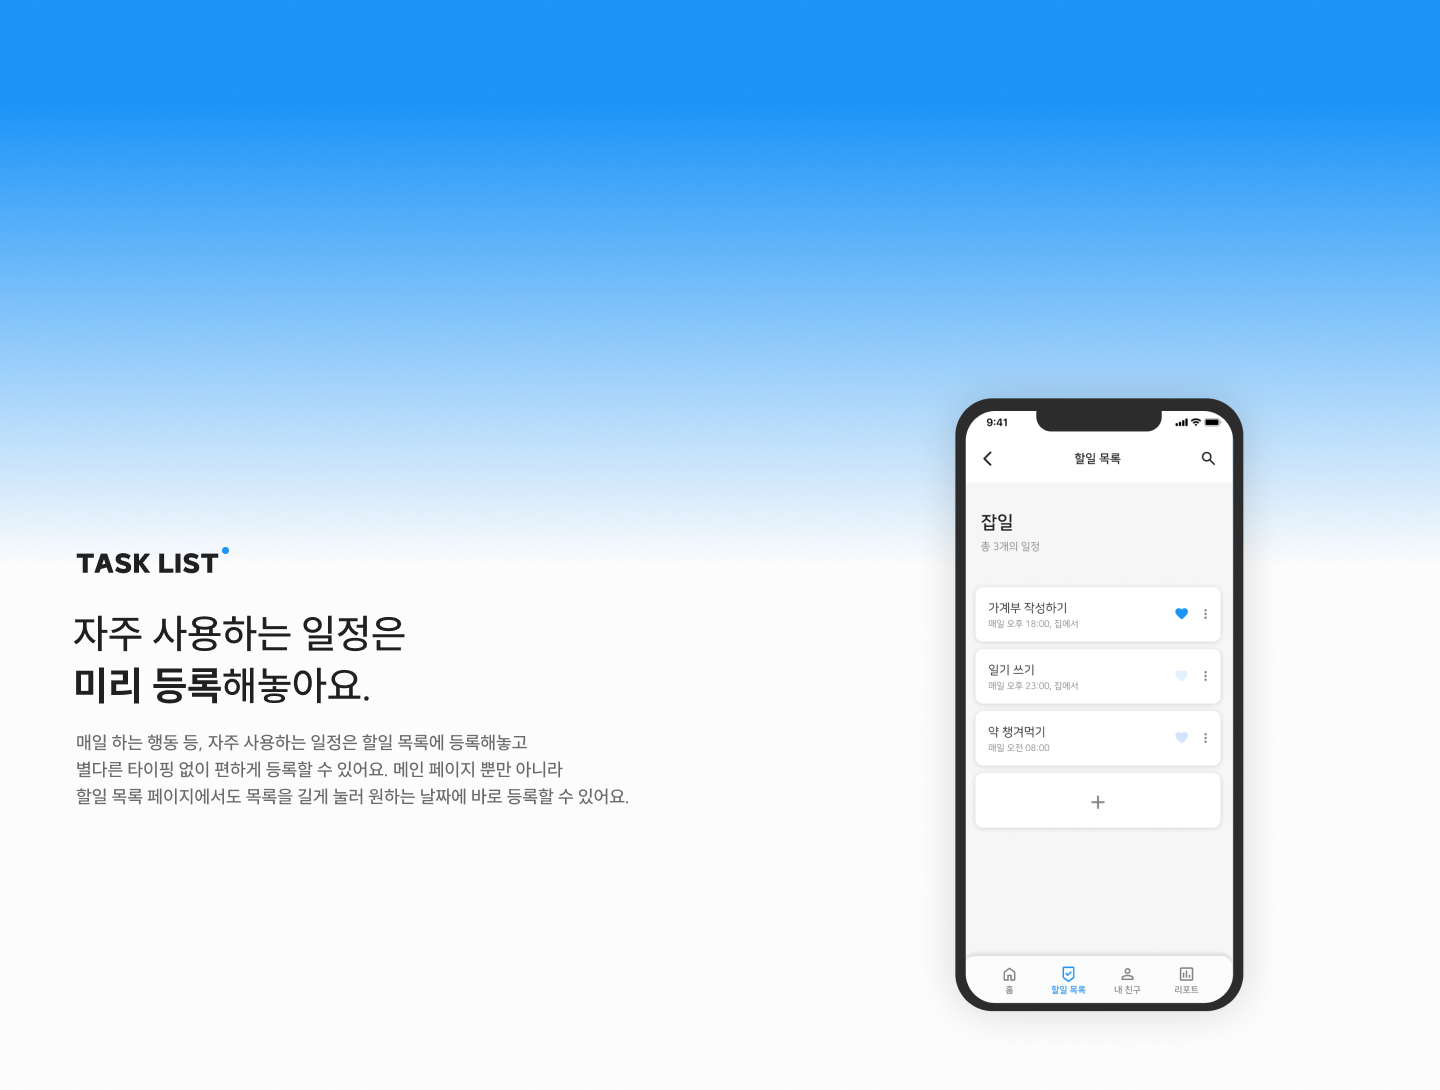 TASK LIST
자주 사용하는 일정은
미리 등록해놓아요.
매일 하는 행동 등, 자주 사용하는 일정은 할일 목록에 등록해놓고
별다른 타이핑 없이 편하게 등록할 수 있어요. 메인 페이지 뿐만 아니라
할일 목록 페이지에서도 목록을 길게 눌러 원하는 날짜에 바로 등록할 수 있어요.
9:41
할일 목록
잡일
총 3개의 일정
가계부 작성하기
매일 오후 18:00, 집에서
일기 쓰기
매일 오후 23:00, 집에서
약 챙겨먹기
매일 오전 08:00
홈 할일 목록 내 친구 리포트